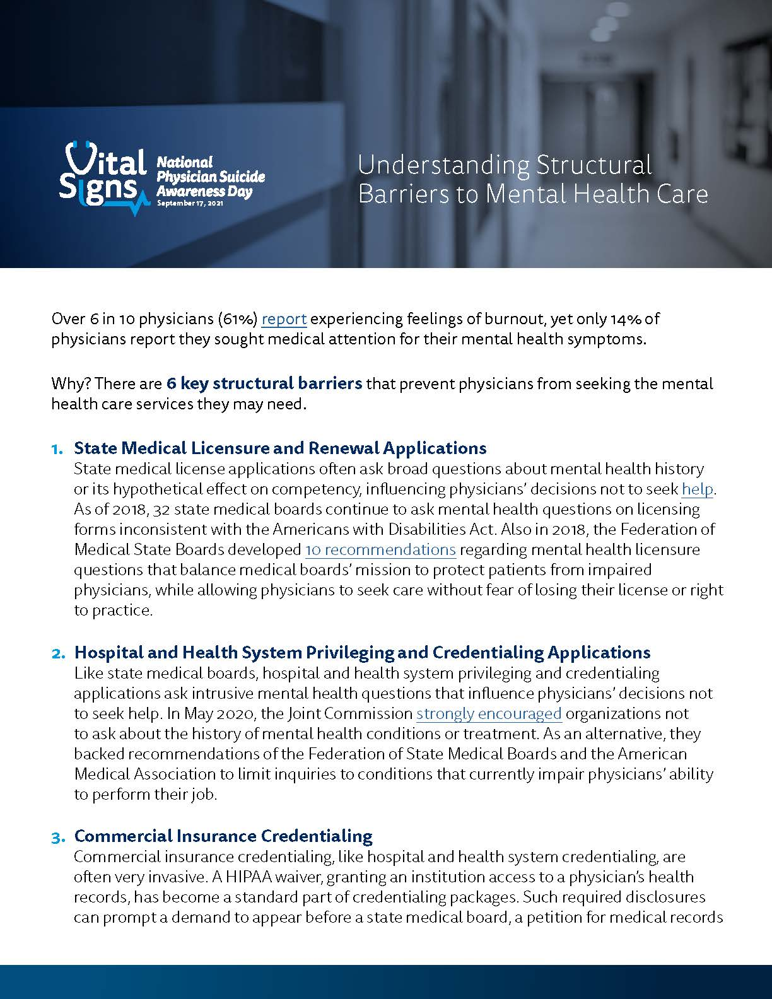 Vital
Signs
National
Physician Suicide
Awareness Day
September 17, 2021
Understanding Structural
Barriers to Mental Health Care
Over 6 in 10 physicians (61%) report experiencing feelings of burnout, yet only 14% of
physicians report they sought medical attention for their mental health symptoms.
Why? There are 6 key structural barriers that prevent physicians from seeking the mental
health care services they may need.
1. State Medical Licensure and Renewal Applications
State medical license applications often ask broad questions about mental health history
or its hypothetical effect on competency, influencing physicians’ decisions not to seek help.
As of 2018, 32 state medical boards continue to ask mental health questions on licensing
forms inconsistent with the Americans with Disabilities Act. Also in 2018, the Federation of
Medical State Boards developed 10 recommendations regarding mental health licensure
questions that balance medical boards’ mission to protect patients from impaired
physicians, while allowing physicians to seek care without fear of losing their license or right
to practice.
2. Hospital and Health System Privileging and Credentialing Applications
Like state medical boards, hospital and health system privileging and credentialing
applications ask intrusive mental health questions that influence physicians’ decisions not
to seek help. In May 2020, the Joint Commission strongly encouraged organizations not
to ask about the history of mental health conditions or treatment. As an alternative, they
backed recommendations of the Federation of State Medical Boards and the American
Medical Association to limit inquiries to conditions that currently impair physicians’ ability
to perform their job.
3. Commercial Insurance Credentialing
Commercial insurance credentialing, like hospital and health system credentialing, are
often very invasive. A HIPAA waiver, granting an institution access to a physician’s health
records, has become a standard part of credentialing packages. Such required disclosures
can prompt a demand to appear before a state medical board, a petition for medical records